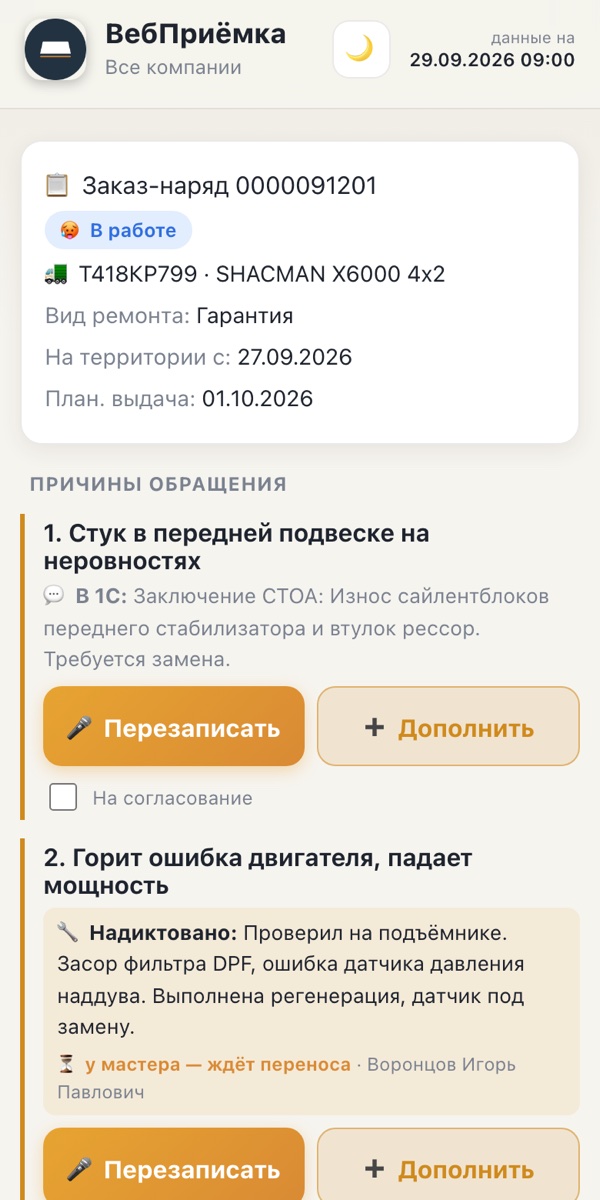 ВебПриёмка
Все компании
данные на
29.09.2026 09:00
Заказ-наряд 0000091201
В работе
Т418КР799 · SHACMAN X6000 4x2
Вид ремонта: Гарантия
На территории с: 27.09.2026
План. выдача: 01.10.2026
ПРИЧИНЫ ОБРАЩЕНИЯ
1. Стук в передней подвеске на
неровностях
В 1С: Заключение СТОА: Износ сайлентблоков
переднего стабилизатора и втулок рессор.
Требуется замена.
Перезаписать
+ Дополнить
На согласование
2. Горит ошибка двигателя, падает
мощность
Надиктовано: Проверил на подъёмнике.
Засор фильтра DPF, ошибка датчика давления
наддува. Выполнена регенерация, датчик под
замену.
у мастера — ждёт переноса · Воронцов Игорь
Павлович
Перезаписать
+ Дополнить